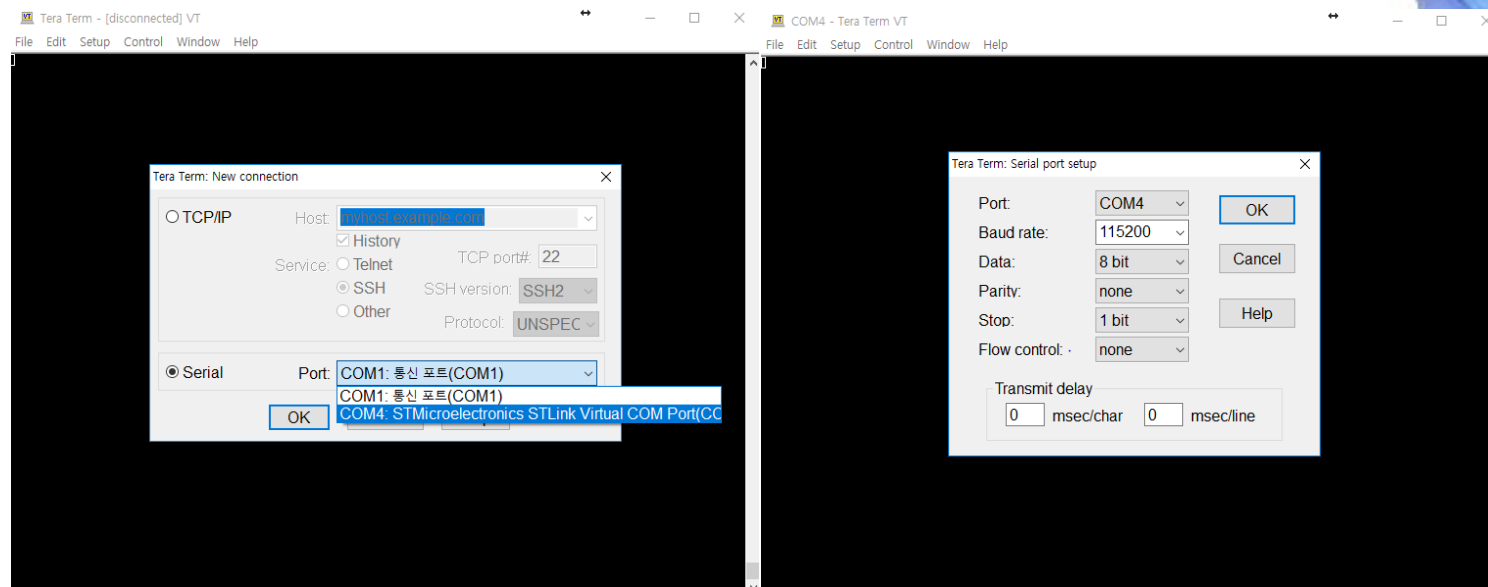 Tera Term - [disconnected] VT
File Edit Setup Control Window Help
Tera Term: New connection
TCP/IP
Host: myhost.example.com
History
Service: Telnet
TCP port#: 22
SSH
SSH version: SSH2
Other
Protocol: UNSPEC
Serial
Port: COM1: 통신 포트(COM1)
COM1: 통신 포트(COM1)
COM4: STMicroelectronics STLink Virtual COM Port(CO
OK
COM4 - Tera Term VT
File Edit Setup Control Window Help
Tera Term: Serial port setup
Port: COM4
OK
Baud rate: 115200
Data: 8 bit
Cancel
Parity: none
Stop: 1 bit
Help
Flow control: none
Transmit delay
0 msec/char 0 msec/line